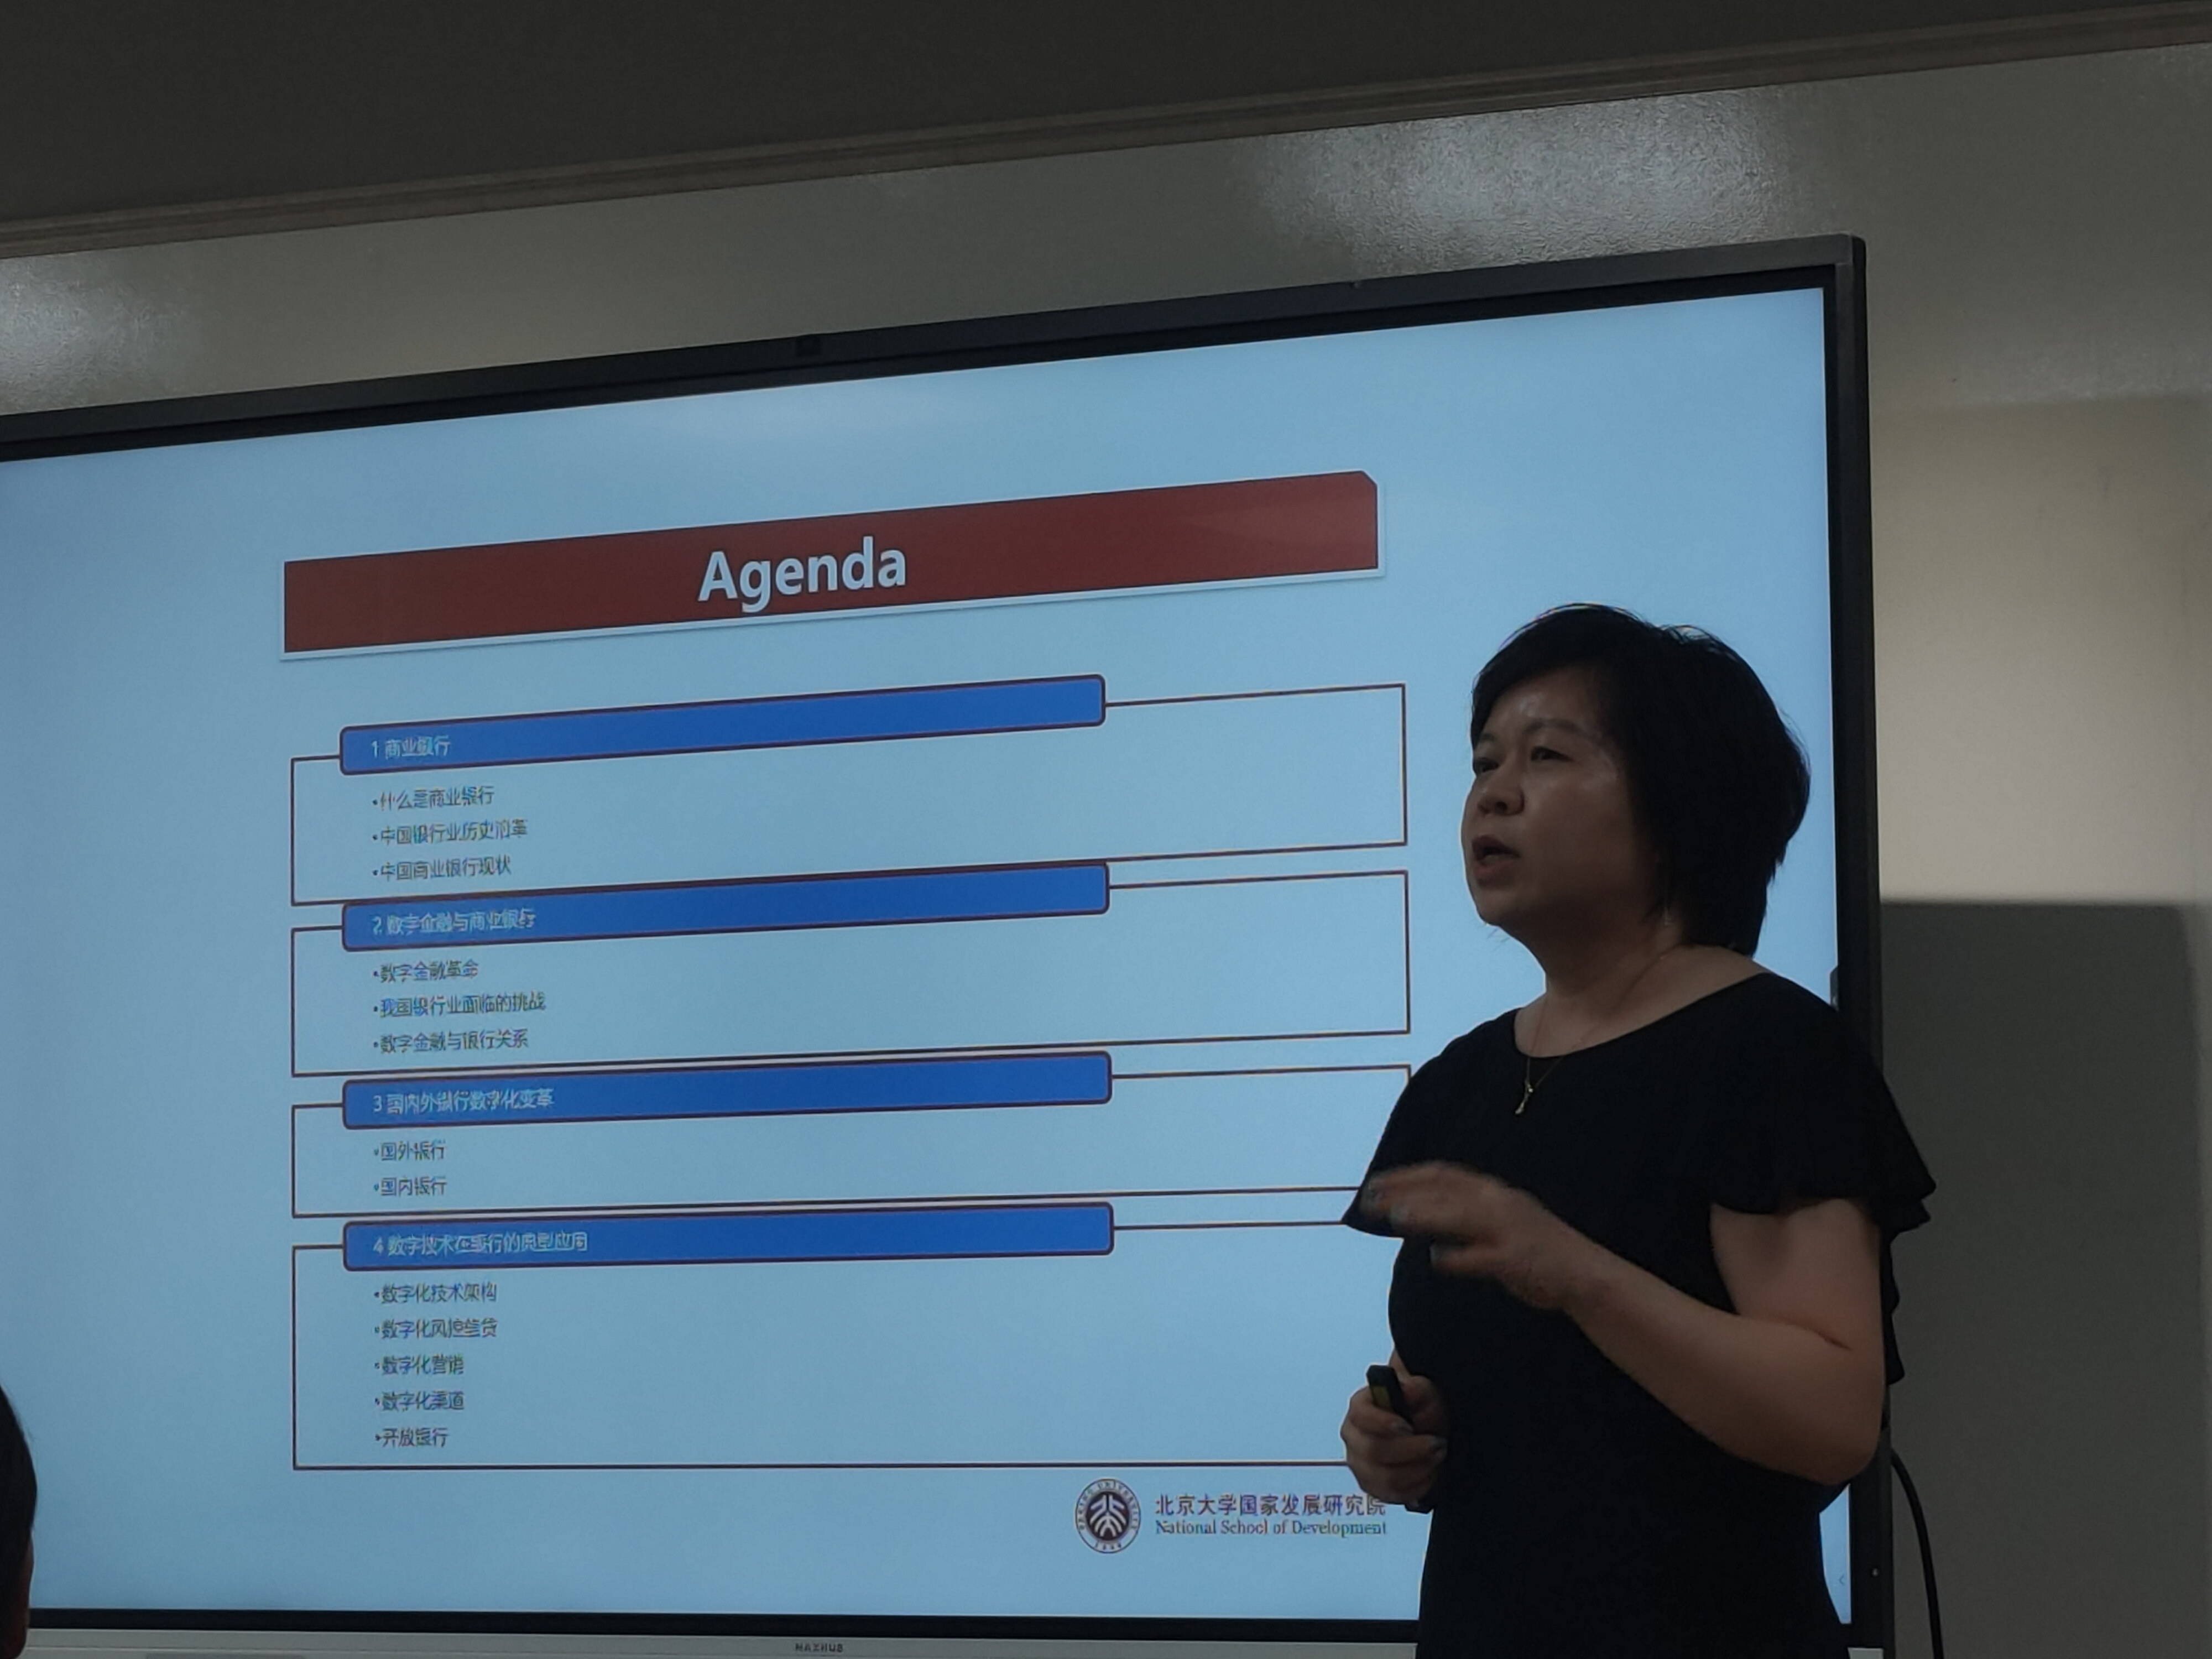 Agenda
1 商业银行
•什么是商业银行
•中国银行业历史沿革
•中国商业银行现状
2 数字金融与商业银行
•数字金融革命
•我国银行业面临的挑战
•数字金融与银行关系
3 国内外银行数字化变革
•国外银行
•国内银行
4 数字技术在银行的典型应用
•数字化技术架构
•数字化风控信贷
•数字化营销
•数字化渠道
•开放银行
北京大学国家发展研究院
National School of Development
MAXHUB